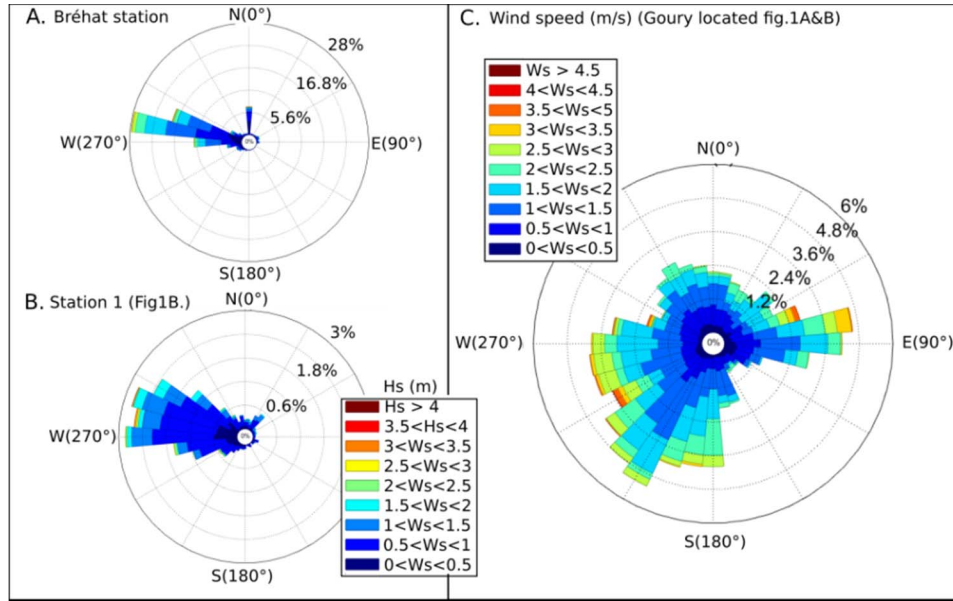 A. Bréhat station
N(0°)
28%
16.8%
5.6%
0%
W(270°)
E(90°)
S(180°)
B. Station 1 (Fig1B.)
N(0°)
3%
1.8%
0.6%
0%
W(270°)
S(180°)
Hs (m)
Hs > 4
3.5<Hs<4
3<Ws<3.5
2.5<Ws<3
2<Ws<2.5
1.5<Ws<2
1<Ws<1.5
0.5<Ws<1
0<Ws<0.5
C. Wind speed (m/s) (Goury located fig.1A&B)
Ws > 4.5
4<Ws<4.5
3.5<Ws<5
3<Ws<3.5
2.5<Ws<3
2<Ws<2.5
1.5<Ws<2
1<Ws<1.5
0.5<Ws<1
0<Ws<0.5
N(0°)
6%
4.8%
3.6%
2.4%
1.2%
0%
W(270°)
E(90°)
S(180°)